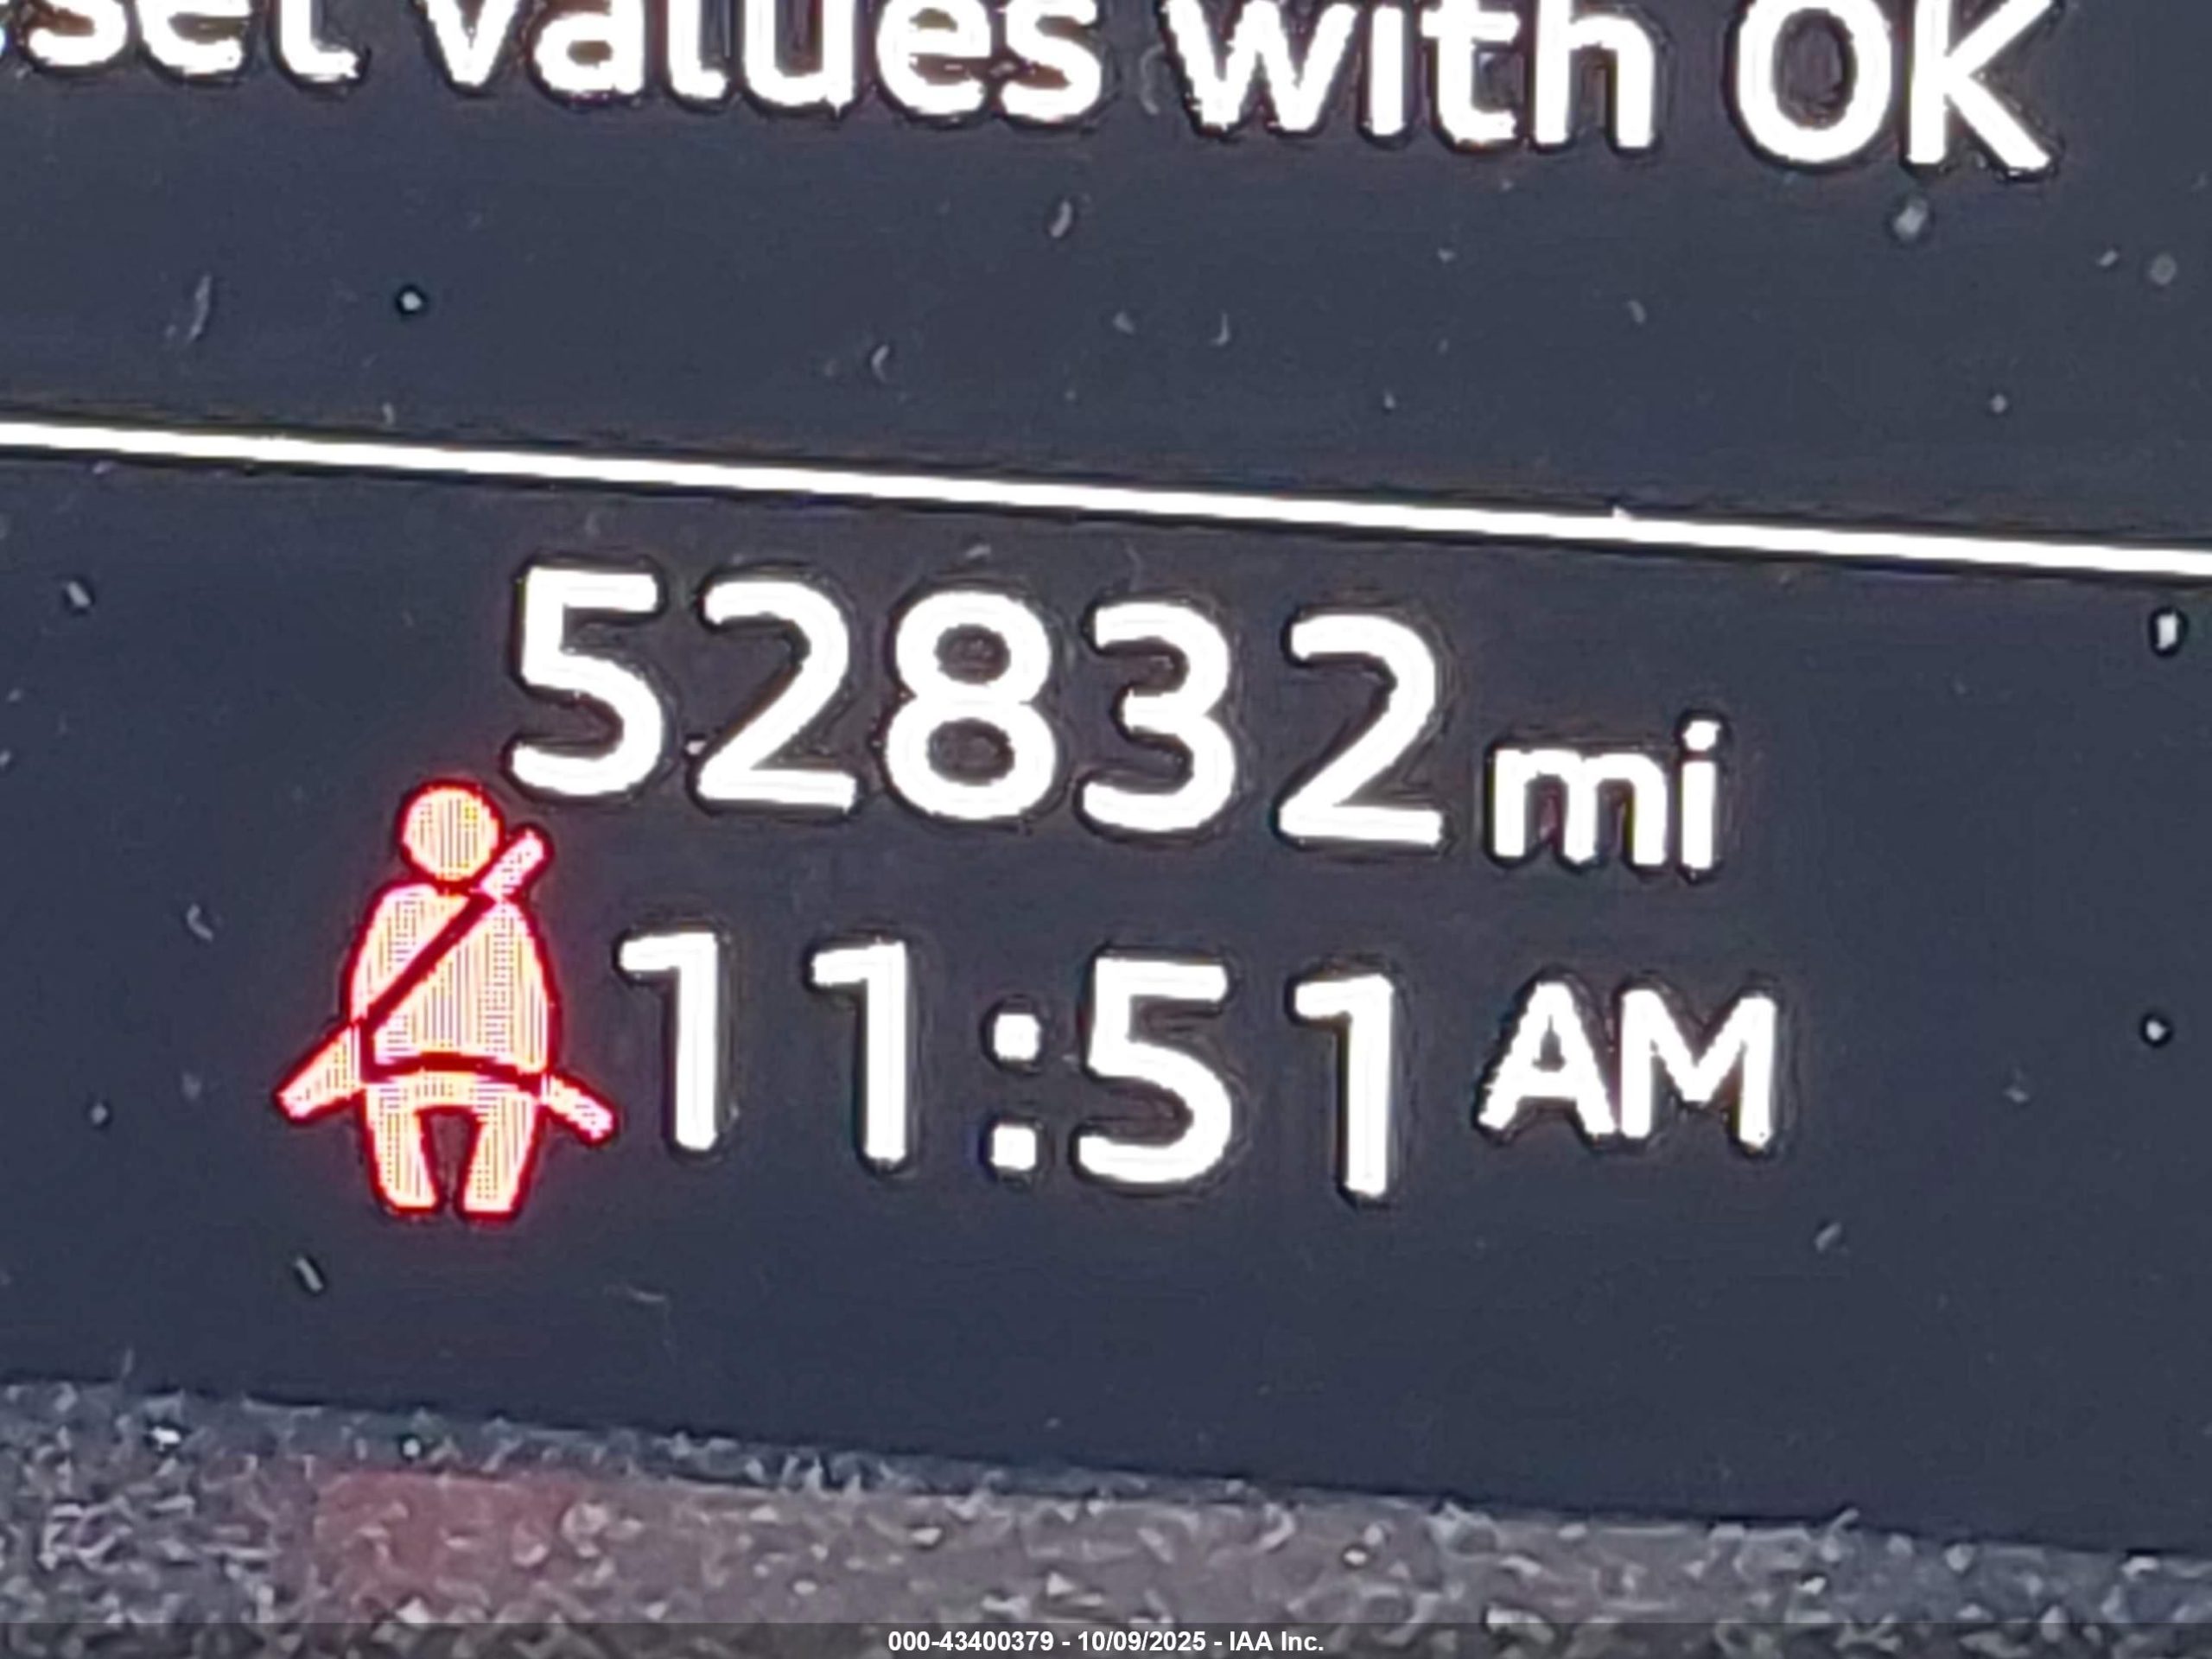 values with OK
52832 mi
11:51 AM
000-43400379 - 10/09/2025 - IAA Inc.